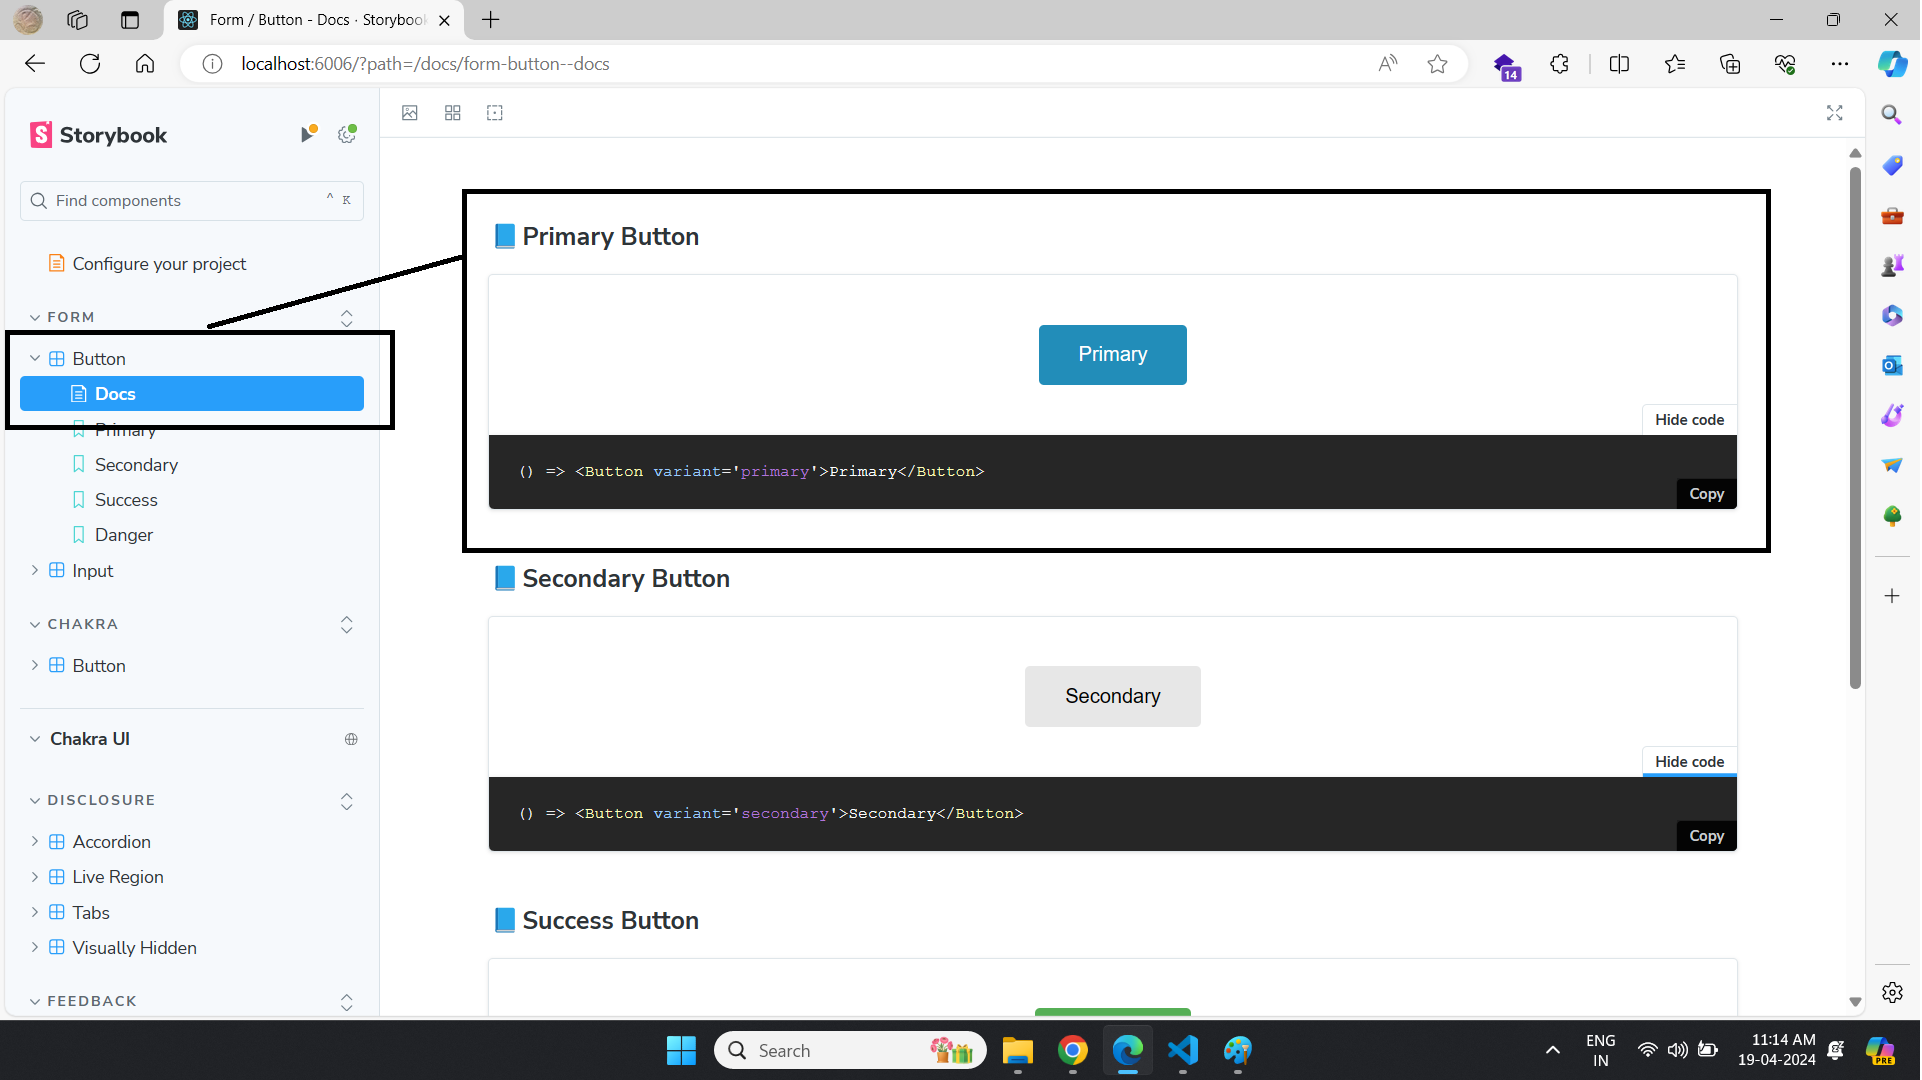 Form / Button - Docs · Storybook
localhost:6006/?path=/docs/form-button--docs
14
Storybook
Find components
^ K
Configure your project
FORM
Button
Docs
Primary
Secondary
Success
Danger
Input
CHAKRA
Button
Chakra UI
DISCLOSURE
Accordion
Live Region
Tabs
Visually Hidden
FEEDBACK
Primary Button
Primary
Hide code
() => <Button variant='primary'>Primary</Button>
Copy
Secondary Button
Secondary
Hide code
() => <Button variant='secondary'>Secondary</Button>
Copy
Success Button
Search
ENG
IN
11:14 AM
19-04-2024
PRE